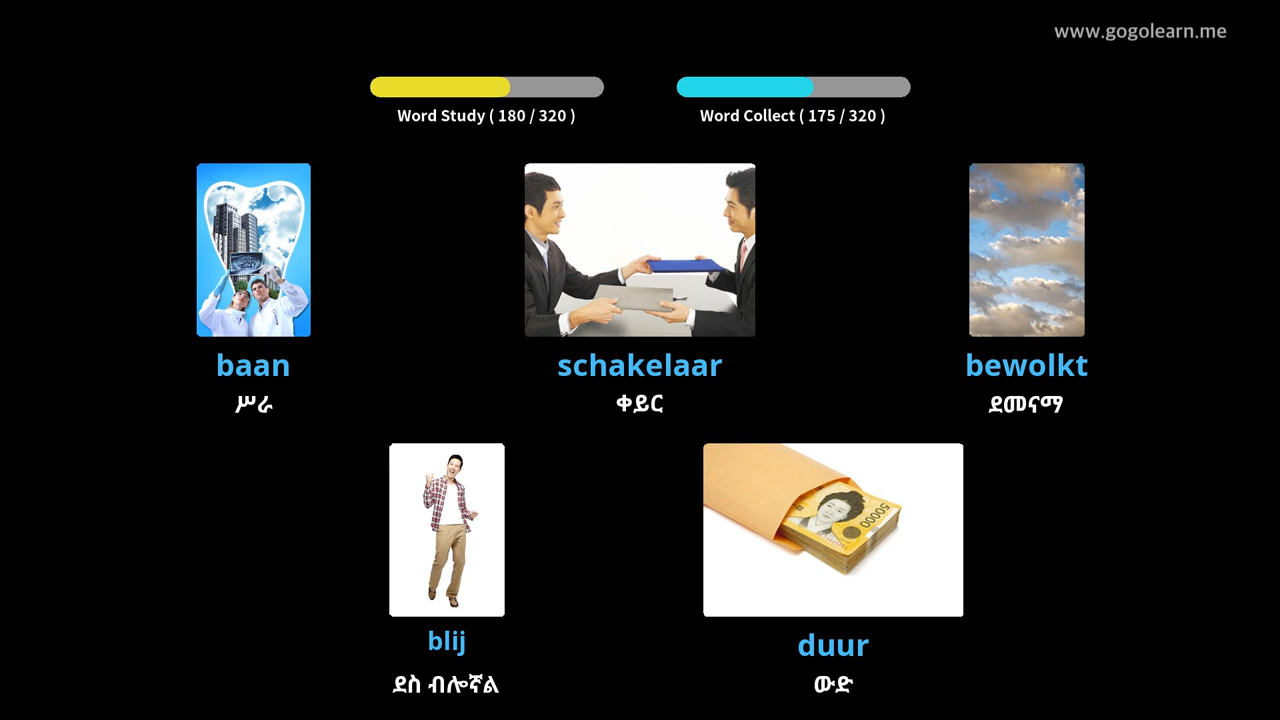 www.gogolearn.me
Word Study ( 180 / 320 )
Word Collect ( 175 / 320 )
baan
schakelaar
bewolkt
ሥራ
ቀይር
ደመናማ
blij
duur
ደስ ብሎኛል
ውድ
50000